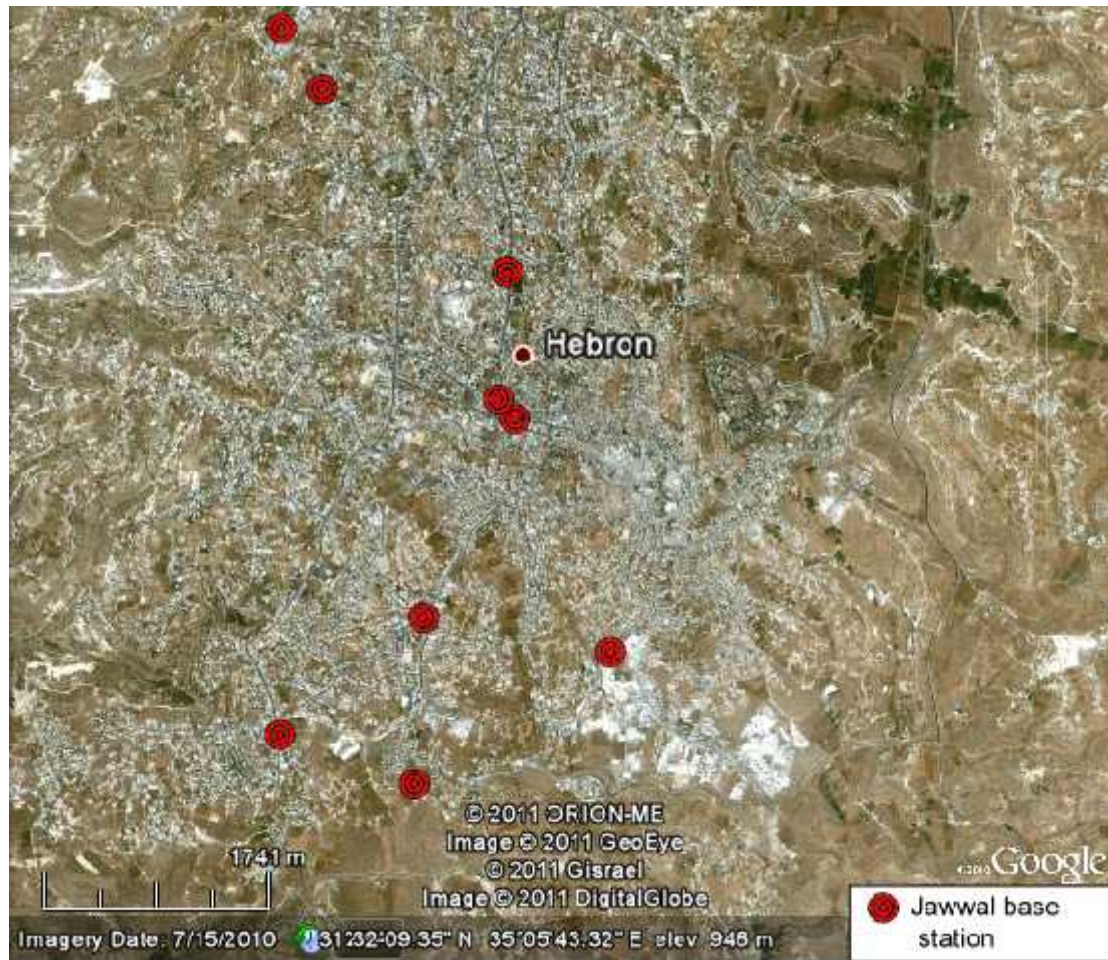 Hebron
© 2011 ORION-ME
Image © 2011 GeoEye
© 2011 Gisrael
Image © 2011 DigitalGlobe
1741 m
©2010 Google
Imagery Date: 7/15/2010 31°32'09.35" N 35°05'43.32" E elev 946 m
Jawwal base
station